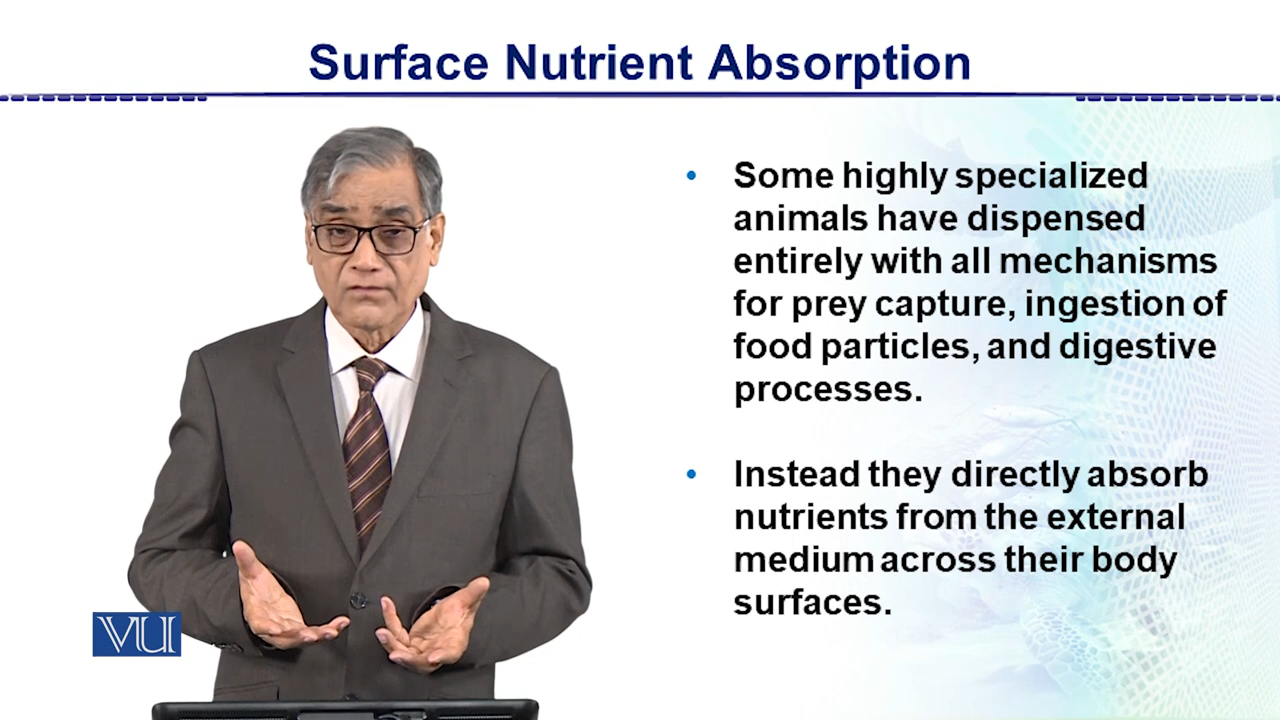 Surface Nutrient Absorption
• Some highly specialized
animals have dispensed
entirely with all mechanisms
for prey capture, ingestion of
food particles, and digestive
processes.
• Instead they directly absorb
nutrients from the external
medium across their body
surfaces.
VU